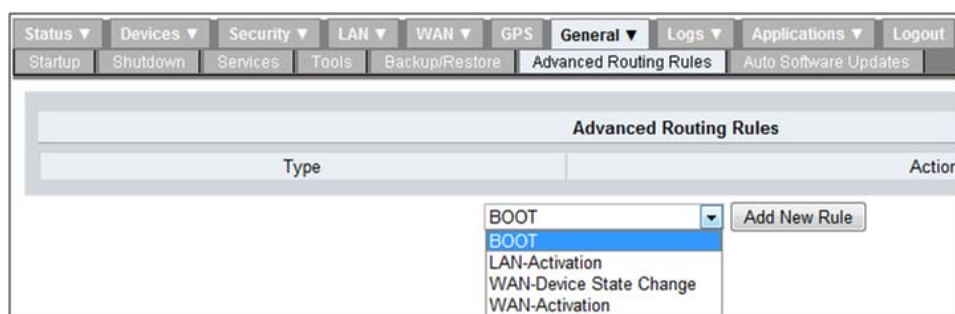 Status ▼ Devices ▼ Security ▼ LAN ▼ WAN ▼ GPS General ▼ Logs ▼ Applications ▼ Logout
Startup Shutdown Services Tools Backup/Restore Advanced Routing Rules Auto Software Updates
Advanced Routing Rules
Type Action
BOOT Add New Rule
BOOT
LAN-Activation
WAN-Device State Change
WAN-Activation